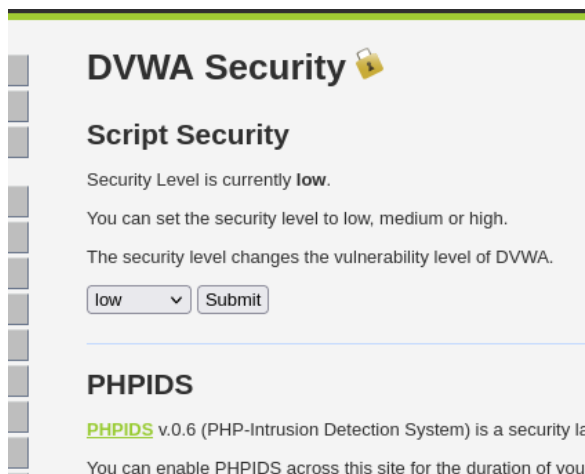 DVWA Security
Script Security
Security Level is currently low.
You can set the security level to low, medium or high.
The security level changes the vulnerability level of DVWA.
low Submit
PHPIDS
PHPIDS v.0.6 (PHP-Intrusion Detection System) is a security
You can enable PHPIDS across this site for the duration of